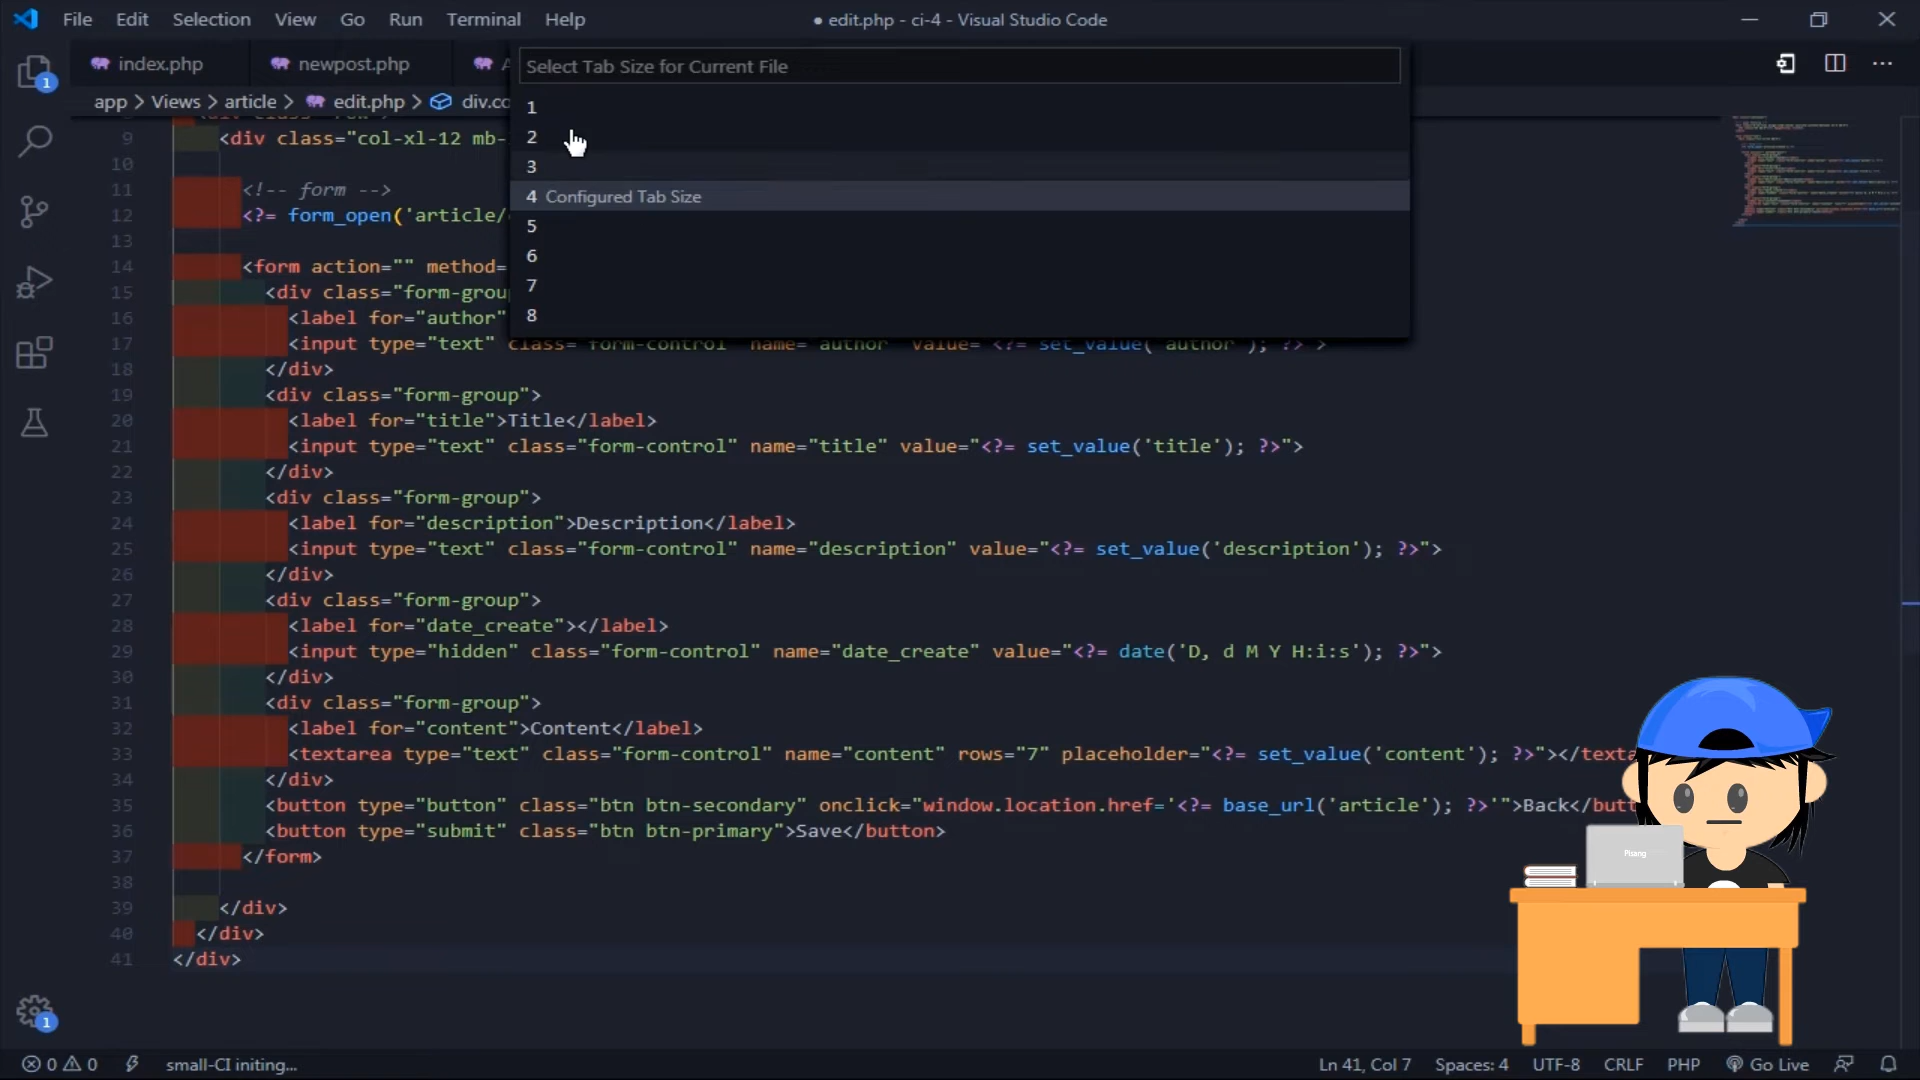 File Edit Selection View Go Run Terminal Help ● edit.php - ci-4 - Visual Studio Code
index.php newpost.php
Select Tab Size for Current File
app > Views > article > edit.php > div.co
1
2
3
4 Configured Tab Size
5
6
7
8
9 <div class="col-xl-12 mb-
10
11 <!-- form -->
12 <?= form_open('article/
13
14 <form action="" method=
15 <div class="form-group
16 <label for="author"
17 <input type="text" class="form-control" name="author" value="<?= set_value('author'); ?>">
18 </div>
19 <div class="form-group">
20 <label for="title">Title</label>
21 <input type="text" class="form-control" name="title" value="<?= set_value('title'); ?>">
22 </div>
23 <div class="form-group">
24 <label for="description">Description</label>
25 <input type="text" class="form-control" name="description" value="<?= set_value('description'); ?>">
26 </div>
27 <div class="form-group">
28 <label for="date_create"></label>
29 <input type="hidden" class="form-control" name="date_create" value="<?= date('D, d M Y H:i:s'); ?>">
30 </div>
31 <div class="form-group">
32 <label for="content">Content</label>
33 <textarea type="text" class="form-control" name="content" rows="7" placeholder="<?= set_value('content'); ?>"></texta
34 </div>
35 <button type="button" class="btn btn-secondary" onclick="window.location.href='<?= base_url('article'); ?>'">Back</butt
36 <button type="submit" class="btn btn-primary">Save</button>
37 </form>
38
39 </div>
40 </div>
41 </div>
Pisang
1
1
0 0 small-CI initing... Ln 41, Col 7 Spaces: 4 UTF-8 CRLF PHP Go Live